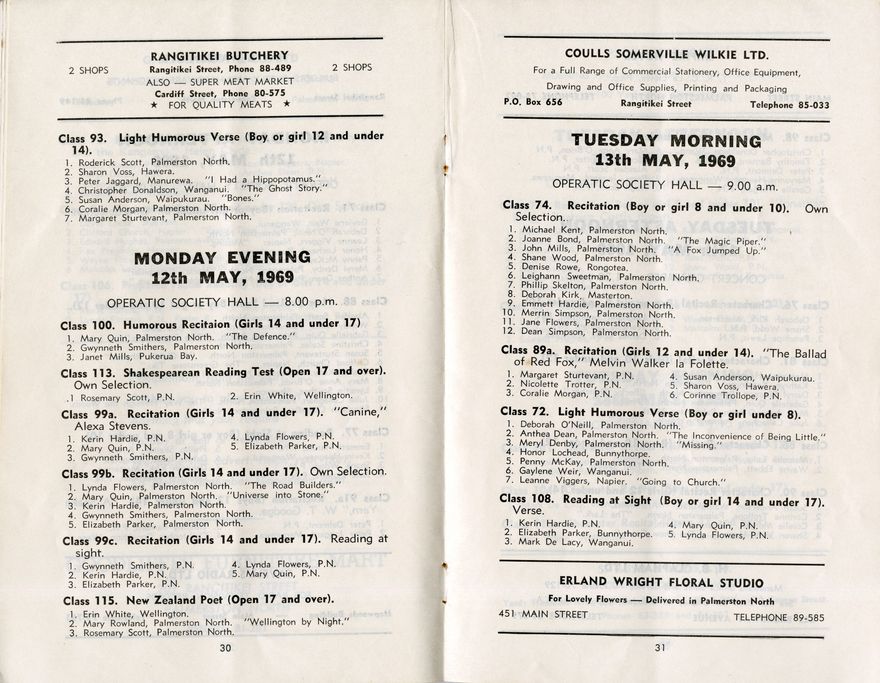 RANGITIKEI BUTCHERY
2 SHOPS Rangitikei Street, Phone 88-489 2 SHOPS
ALSO — SUPER MEAT MARKET
Cardiff Street, Phone 80-575
★ FOR QUALITY MEATS ★
Class 93. Light Humorous Verse (Boy or girl 12 and under
14).
1. Roderick Scott, Palmerston North.
2. Sharon Voss, Hawera.
3. Peter Jaggard, Manurewa. "I Had a Hippopotamus."
4. Christopher Donaldson, Wanganui. "The Ghost Story."
5. Susan Anderson, Waipukurau. "Bones."
6. Coralie Morgan, Palmerston North.
7. Margaret Sturtevant, Palmerston North.
MONDAY EVENING
12th MAY, 1969
OPERATIC SOCIETY HALL — 8.00 p.m.
Class 100. Humorous Recitaion (Girls 14 and under 17)
1. Mary Quin, Palmerston North. "The Defence."
2. Gwynneth Smithers, Palmerston North.
3. Janet Mills, Pukerua Bay.
Class 113. Shakespearean Reading Test (Open 17 and over).
Own Selection.
.1 Rosemary Scott, P.N. 2. Erin White, Wellington.
Class 99a. Recitation (Girls 14 and under 17). "Canine,"
Alexa Stevens.
1. Kerin Hardie, P.N. 4. Lynda Flowers, P.N.
2. Mary Quin, P.N. 5. Elizabeth Parker, P.N.
3. Gwynneth Smithers, P.N.
Class 99b. Recitation (Girls 14 and under 17). Own Selection.
1. Lynda Flowers, Palmerston North. "The Road Builders."
2. Mary Quin, Palmerston North. "Universe into Stone."
3. Kerin Hardie, Palmerston North.
4. Gwynneth Smithers, Palmerston North.
5. Elizabeth Parker, Palmerston North.
Class 99c. Recitation (Girls 14 and under 17). Reading at
sight.
1. Gwynneth Smithers, P.N. 4. Lynda Flowers, P.N.
2. Kerin Hardie, P.N. 5. Mary Quin, P.N.
3. Elizabeth Parker, P.N.
Class 115. New Zealand Poet (Open 17 and over).
1. Erin White, Wellington.
2. Mary Rowland, Palmerston North. "Wellington by Night."
3. Rosemary Scott, Palmerston North.
30
COULLS SOMERVILLE WILKIE LTD.
For a Full Range of Commercial Stationery, Office Equipment,
Drawing and Office Supplies, Printing and Packaging
P.O. Box 656 Rangitikei Street Telephone 85-033
TUESDAY MORNING
13th MAY, 1969
OPERATIC SOCIETY HALL — 9.00 a.m.
Class 74. Recitation (Boy or girl 8 and under 10). Own
Selection.
1. Michael Kent, Palmerston North.
2. Joanne Bond, Palmerston North. "The Magic Piper."
3. John Mills, Palmerston North. "A Fox Jumped Up."
4. Shane Wood, Palmerston North.
5. Denise Rowe, Rongotea.
6. Leighann Sweetman, Palmerston North.
7. Phillip Skelton, Palmerston North.
8. Deborah Kirk, Masterton.
9. Emmett Hardie, Palmerston North.
10. Merrin Simpson, Palmerston North.
11. Jane Flowers, Palmerston North.
12. Dean Simpson, Palmerston North.
Class 89a. Recitation (Girls 12 and under 14). "The Ballad
of Red Fox," Melvin Walker la Folette.
1. Margaret Sturtevant, P.N. 4. Susan Anderson, Waipukurau.
2. Nicolette Trotter, P.N. 5. Sharon Voss, Hawera.
3. Coralie Morgan, P.N. 6. Corinne Trollope, P.N.
Class 72. Light Humorous Verse (Boy or girl under 8).
1. Deborah O'Neill, Palmerston North.
2. Anthea Dean, Palmerston North. "The Inconvenience of Being Little."
3. Meryl Denby, Palmerston North "Missing."
4. Honor Lochead, Bunnythorpe.
5. Penny McKay, Palmerston North.
6. Gaylene Weir, Wanganui.
7. Leanne Viggers, Napier. "Going to Church."
Class 108. Reading at Sight (Boy or girl 14 and under 17).
Verse.
1. Kerin Hardie, P.N. 4. Mary Quin, P.N.
2. Elizabeth Parker, Bunnythorpe. 5. Lynda Flowers, P.N.
3. Mark De Lacy, Wanganui.
ERLAND WRIGHT FLORAL STUDIO
For Lovely Flowers — Delivered in Palmerston North
451 MAIN STREET TELEPHONE 89-585
31